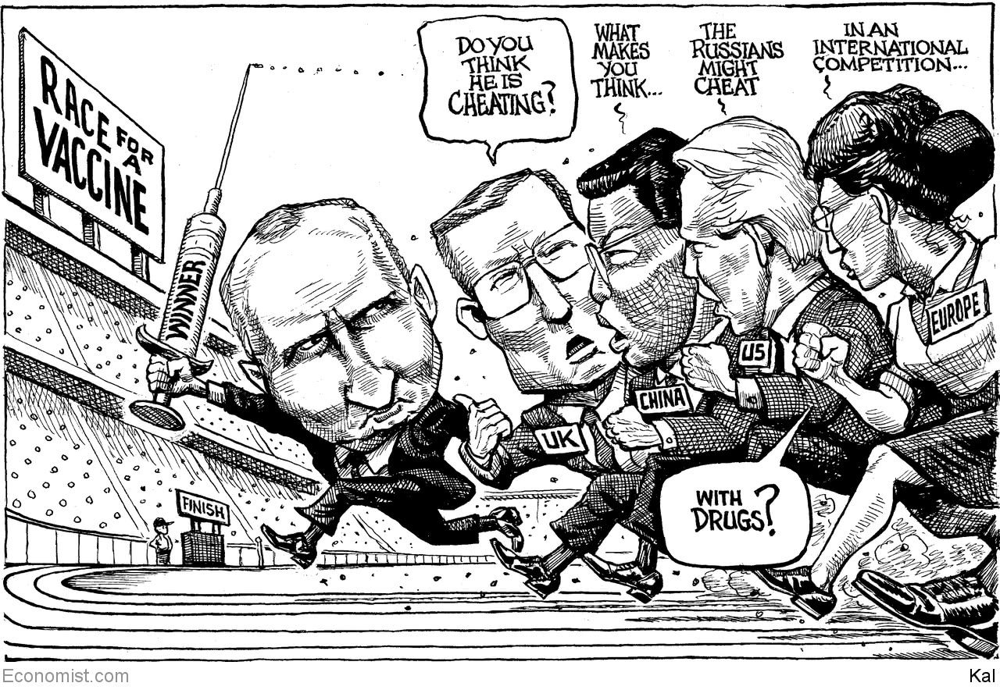 RACE FOR
A
VACCINE
WINNER
FINISH
DO YOU
THINK
HE IS
CHEATING?
WHAT
MAKES
YOU
THINK...
THE
RUSSIANS
MIGHT
CHEAT
IN AN
INTERNATIONAL
COMPETITION...
WITH
DRUGS?
UK
CHINA
US
EUROPE
Economist.com
Kal